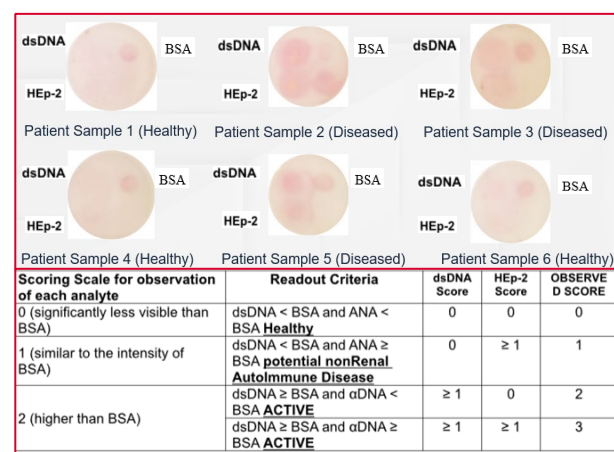 dsDNA BSA dsDNA BSA dsDNA BSA
HEp-2 HEp-2 HEp-2
Patient Sample 1 (Healthy) Patient Sample 2 (Diseased) Patient Sample 3 (Diseased)
dsDNA BSA dsDNA BSA dsDNA BSA
HEp-2 HEp-2 HEp-2
Patient Sample 4 (Healthy) Patient Sample 5 (Diseased) Patient Sample 6 (Healthy)
Scoring Scale for observation Readout Criteria dsDNA HEp-2 OBSERVE
of each analyte Score Score D SCORE
0 (significantly less visible than dsDNA < BSA and ANA < 0 0 0
BSA) BSA Healthy
1 (similar to the intensity of dsDNA < BSA and ANA ≥ 0 ≥ 1 1
BSA) BSA potential nonRenal
AutoImmune Disease
2 (higher than BSA) dsDNA ≥ BSA and αDNA < ≥ 1 0 2
BSA ACTIVE
dsDNA ≥ BSA and αDNA ≥ ≥ 1 ≥ 1 3
BSA ACTIVE